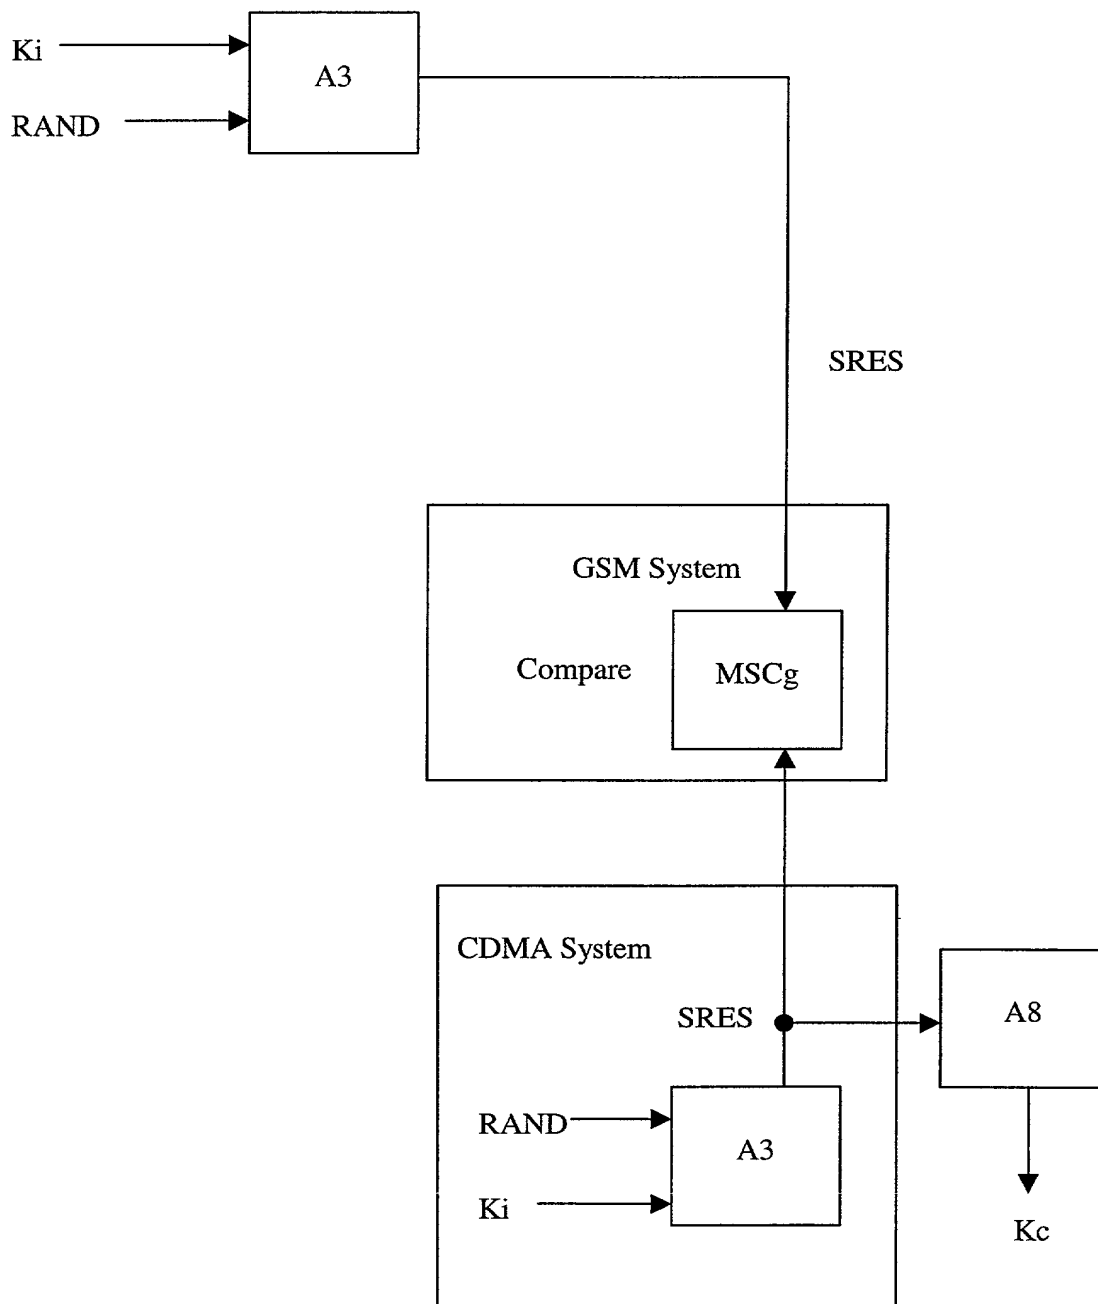 Ki
A3
RAND
SRES
GSM System
Compare
MSCg
CDMA System
SRES
A8
RAND
A3
Ki
Kc